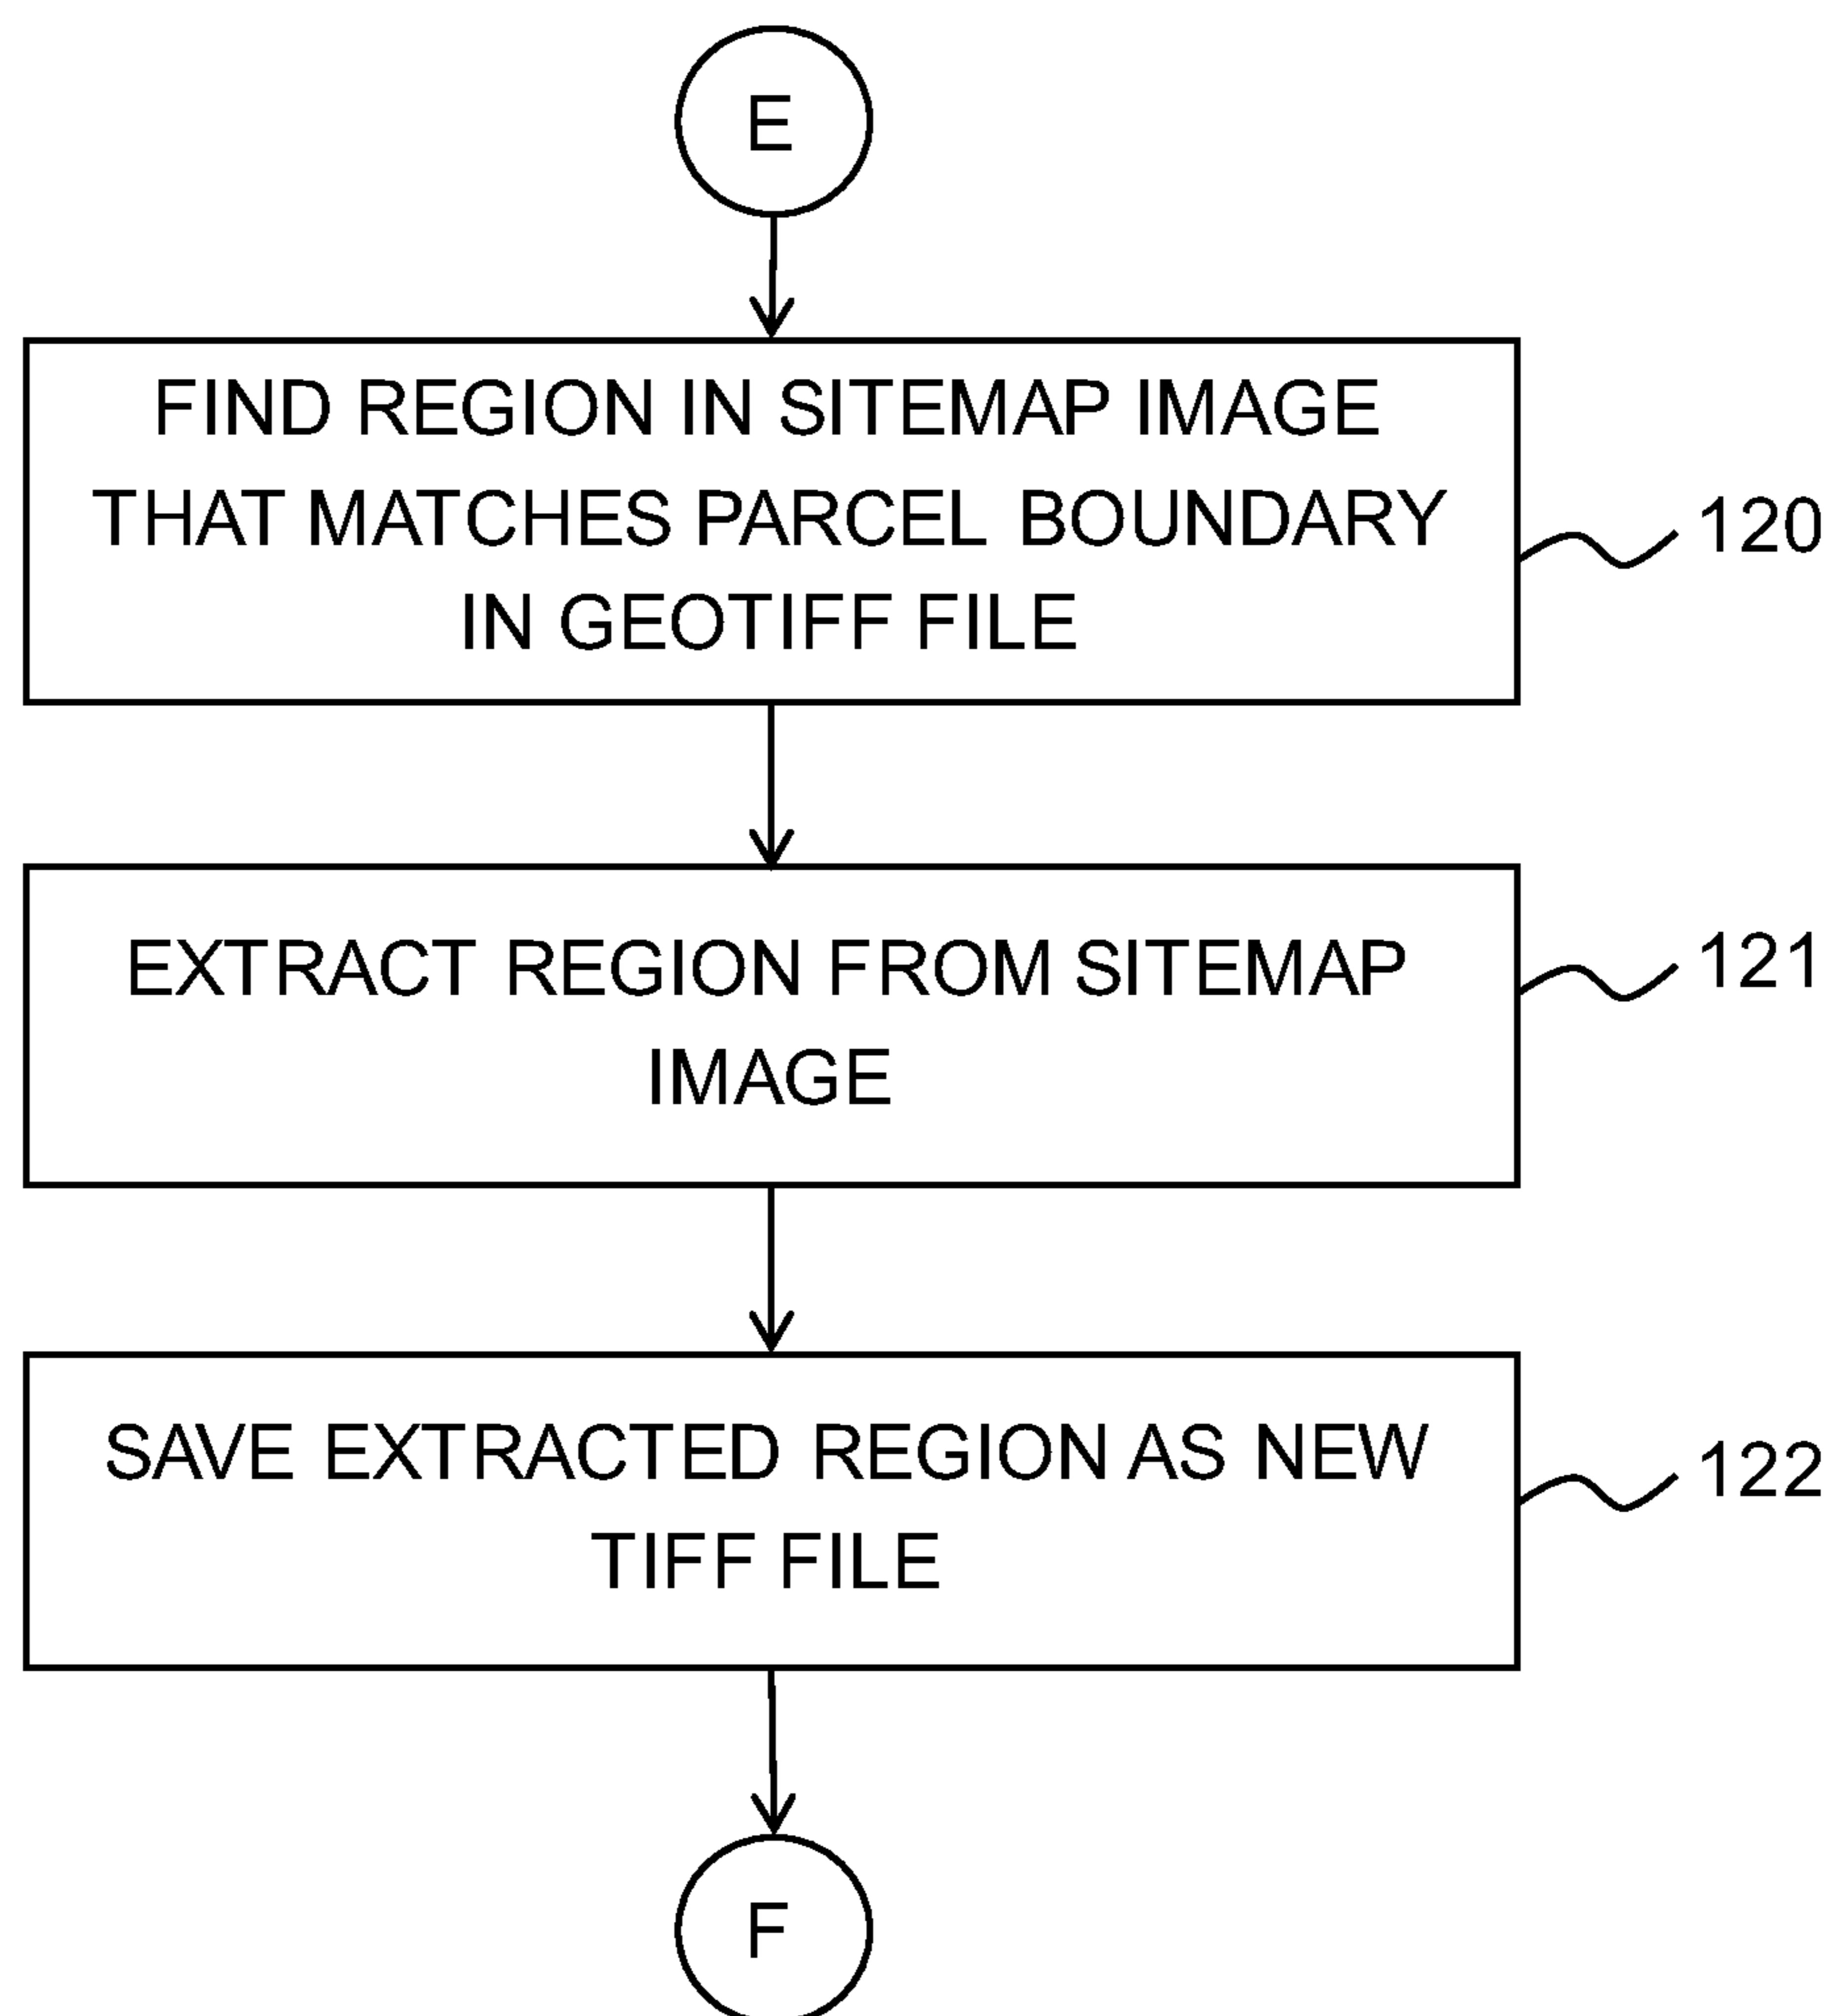 E
FIND REGION IN SITEMAP IMAGE
THAT MATCHES PARCEL BOUNDARY
IN GEOTIFF FILE
120
EXTRACT REGION FROM SITEMAP
IMAGE
121
SAVE EXTRACTED REGION AS NEW
TIFF FILE
122
F